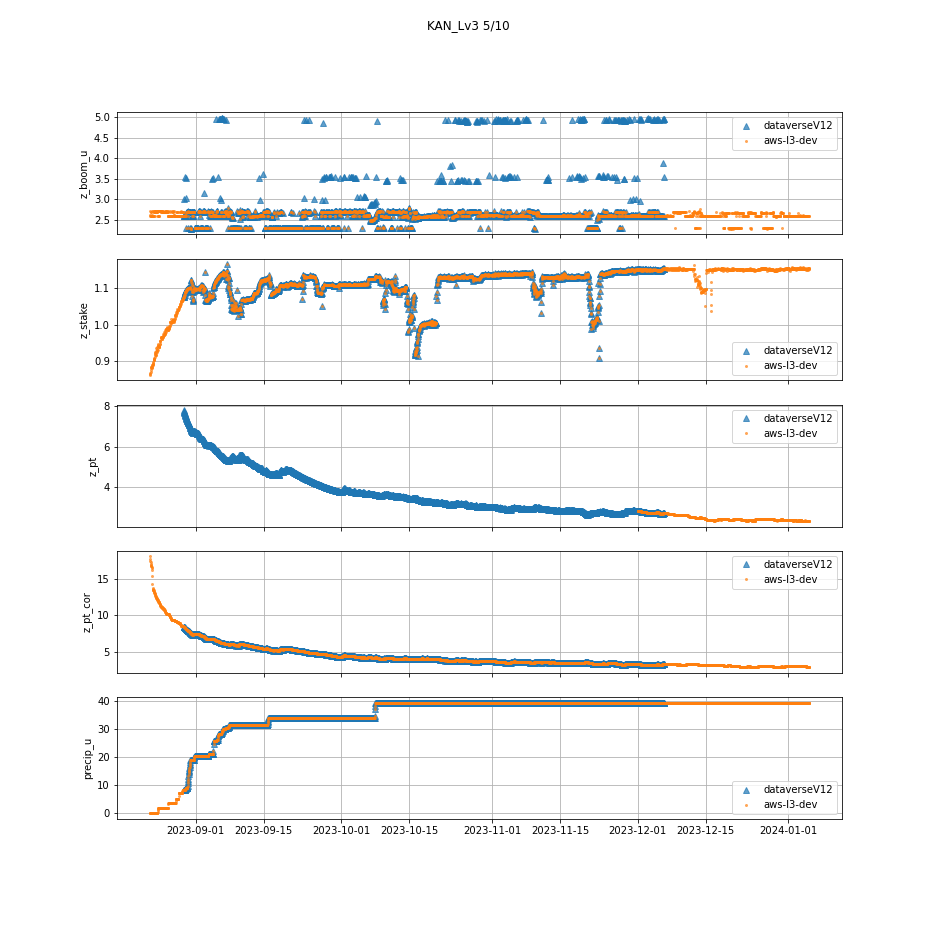 KAN_Lv3 5/10
5.0
4.5
4.0
3.5
3.0
2.5
z_boom_u
dataverseV12
aws-l3-dev
1.1
1.0
0.9
z_stake
dataverseV12
aws-l3-dev
8
6
4
z_pt
dataverseV12
aws-l3-dev
15
10
5
z_pt_cor
dataverseV12
aws-l3-dev
40
30
20
10
0
precip_u
dataverseV12
aws-l3-dev
2023-09-01 2023-09-15 2023-10-01 2023-10-15 2023-11-01 2023-11-15 2023-12-01 2023-12-15 2024-01-01